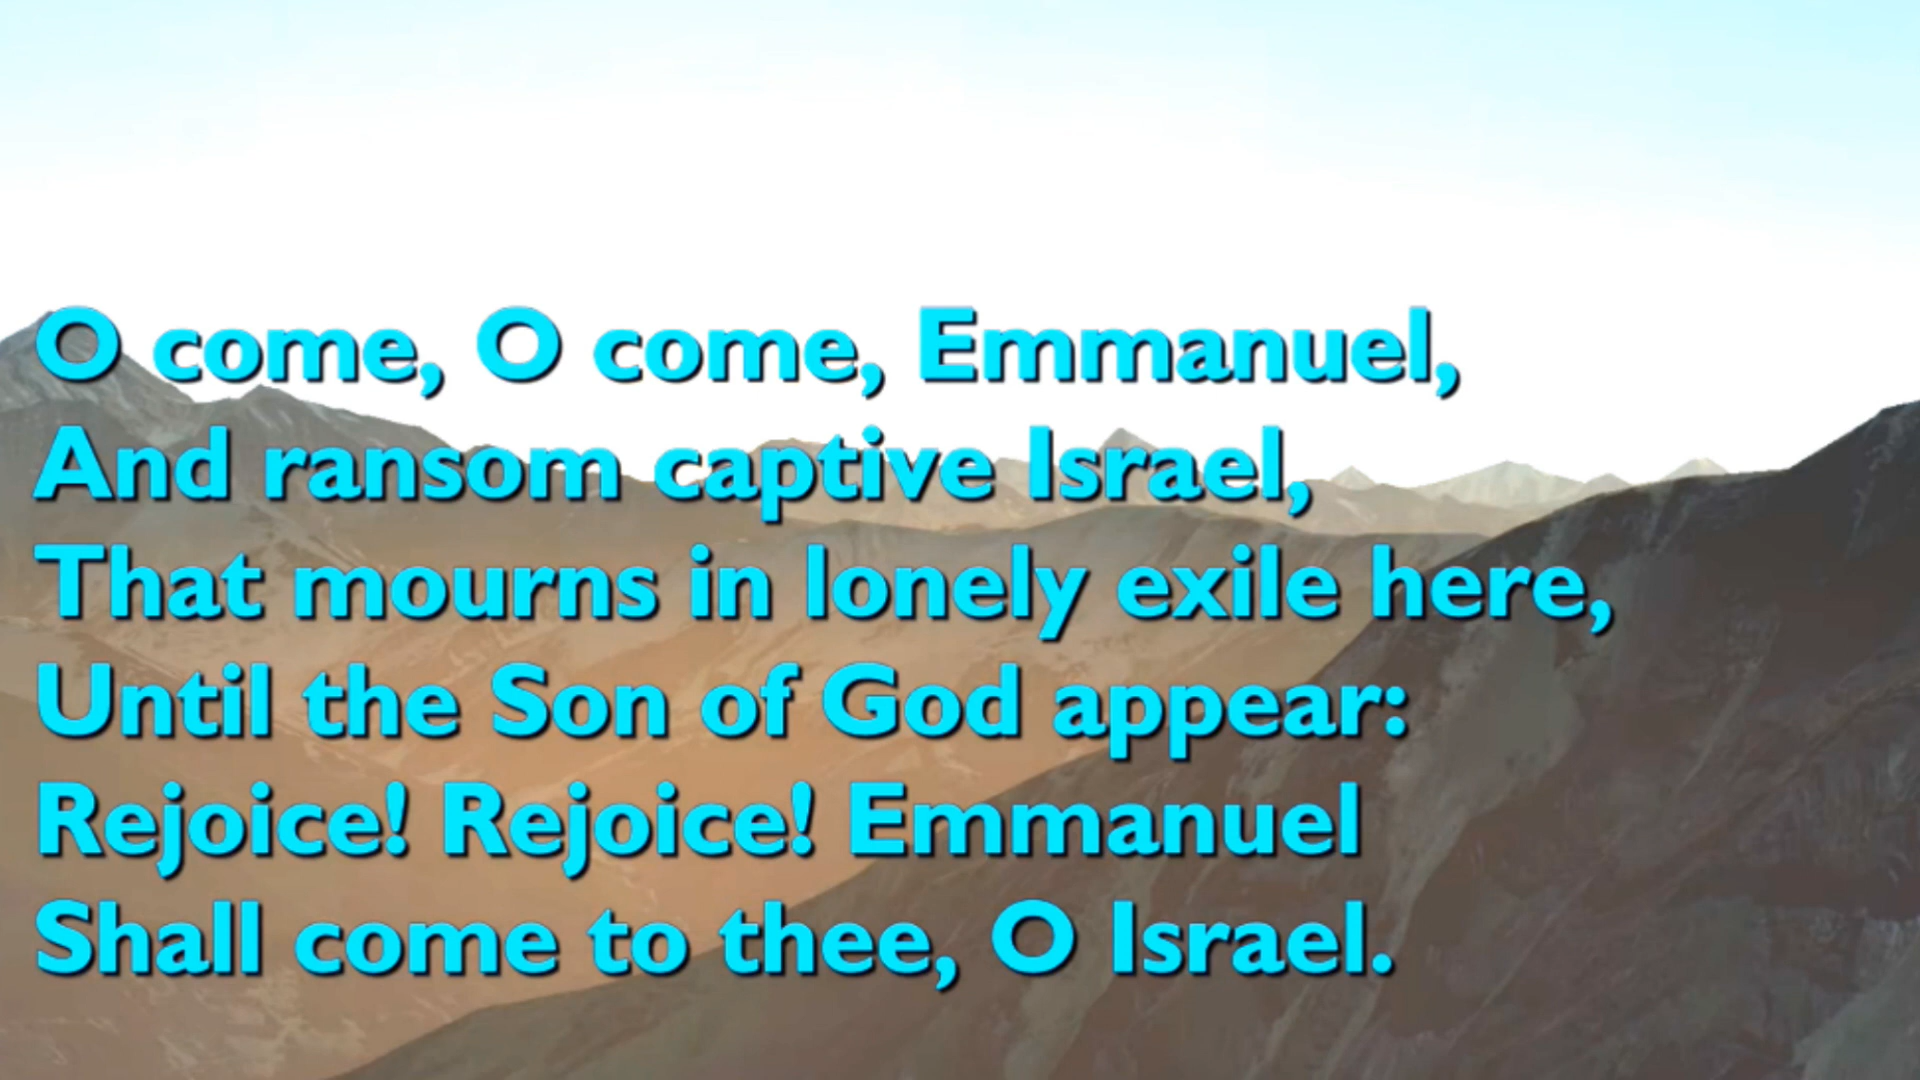 O come, O come, Emmanuel,
And ransom captive Israel,
That mourns in lonely exile here,
Until the Son of God appear:
Rejoice! Rejoice! Emmanuel
Shall come to thee, O Israel.